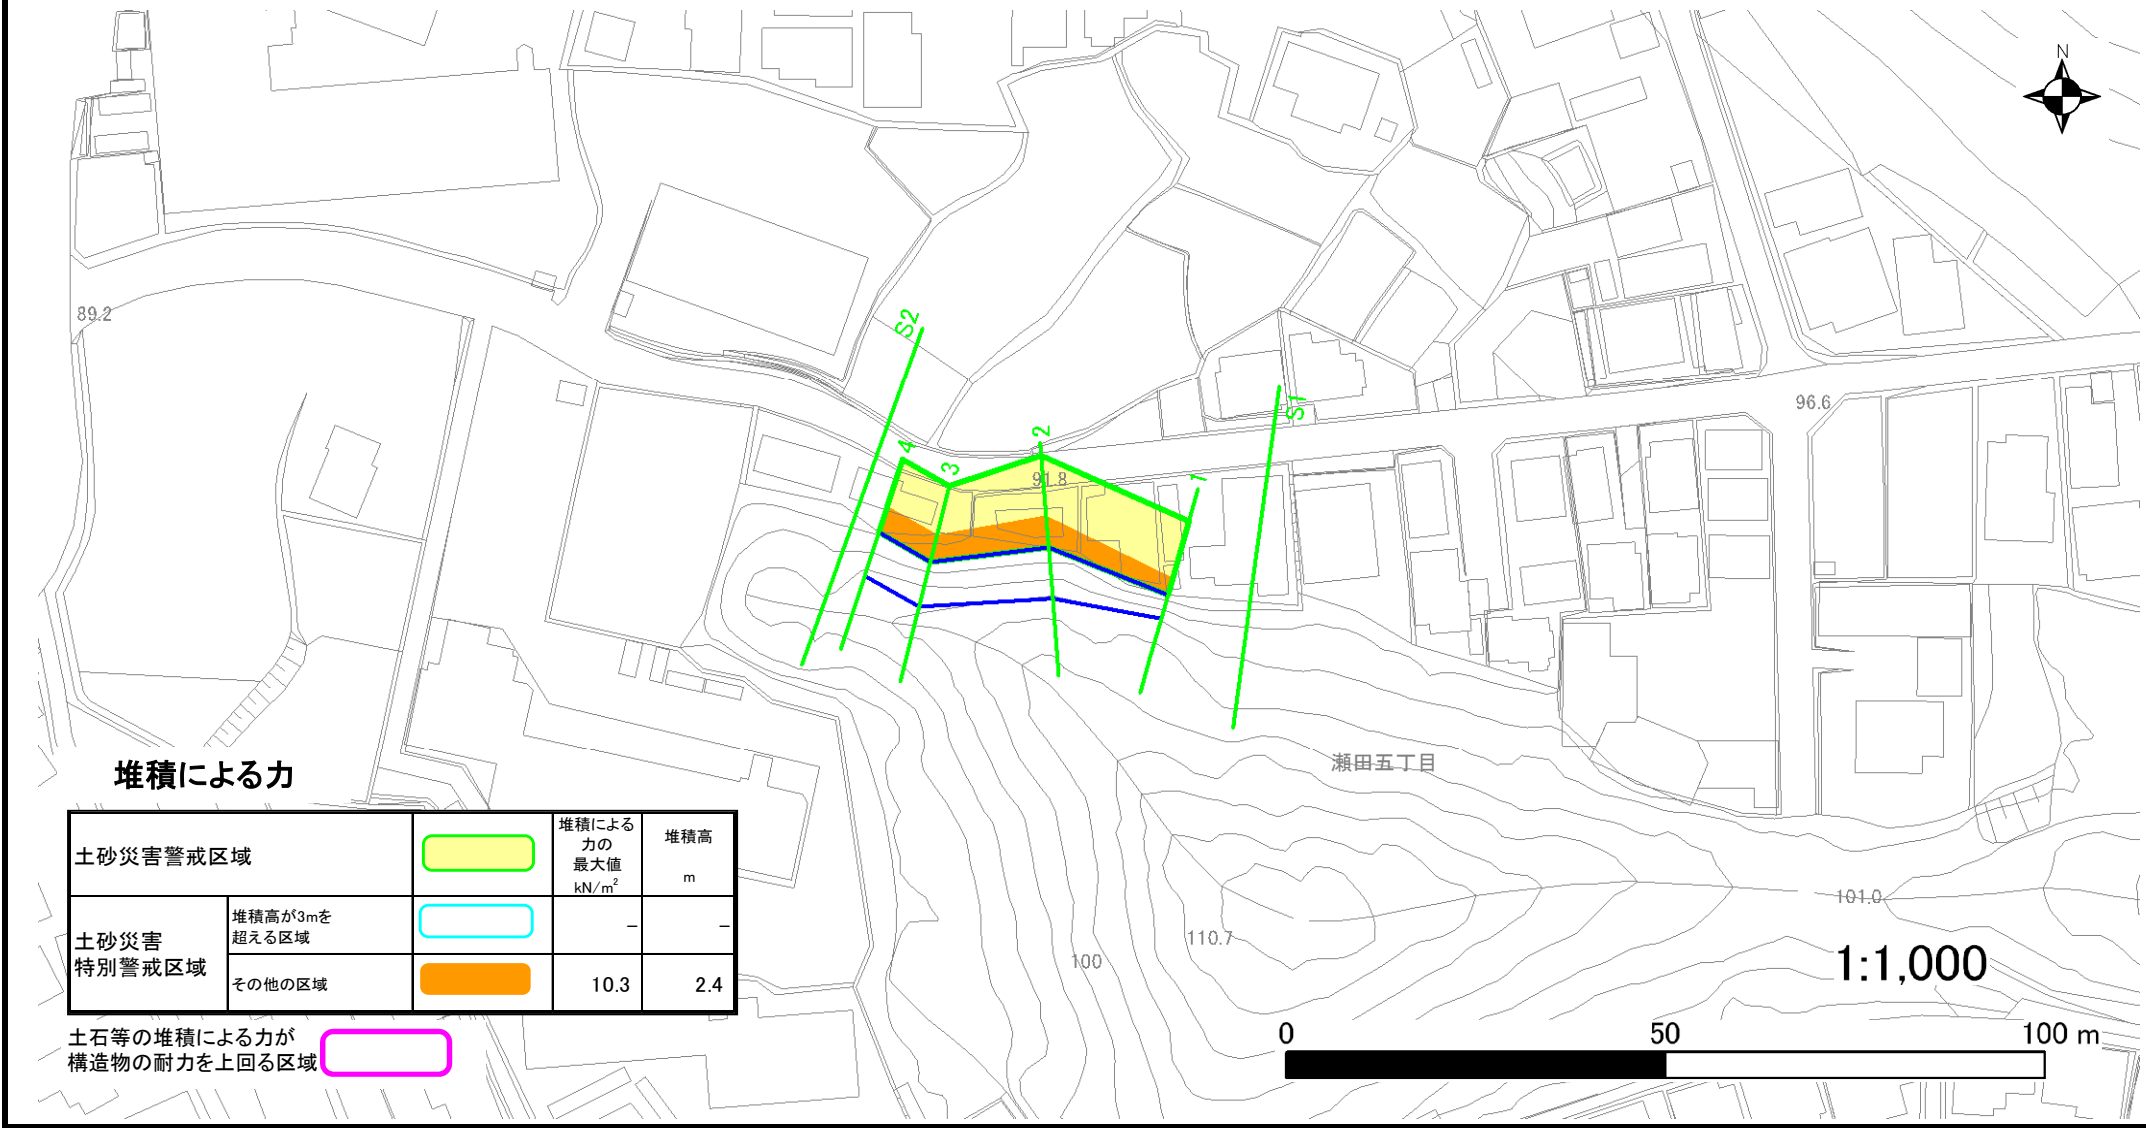 N
89.2
S2
S1
96.6
4
3
2
1
91.8
瀬田五丁目
110.7
100
101.0
堆積による力
土砂災害警戒区域
堆積による
力の
最大値
kN/m²
堆積高
m
土砂災害
特別警戒区域
堆積高が3mを
超える区域
－
－
その他の区域
10.3
2.4
土石等の堆積による力が
構造物の耐力を上回る区域
1:1,000
0 50 100 m